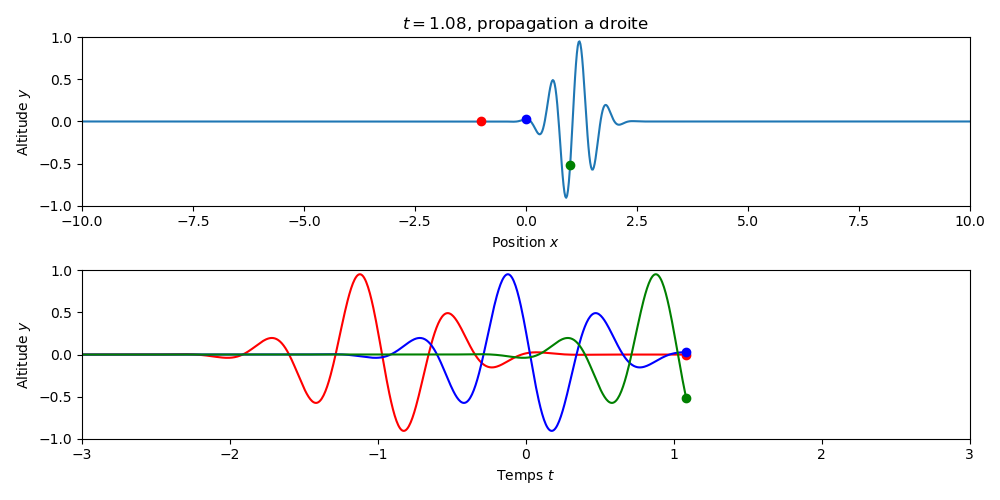 t = 1.08, propagation a droite
Altitude y
1.0
0.5
0.0
−0.5
−1.0
−10.0 −7.5 −5.0 −2.5 0.0 2.5 5.0 7.5 10.0
Position x
Altitude y
1.0
0.5
0.0
−0.5
−1.0
−3 −2 −1 0 1 2 3
Temps t